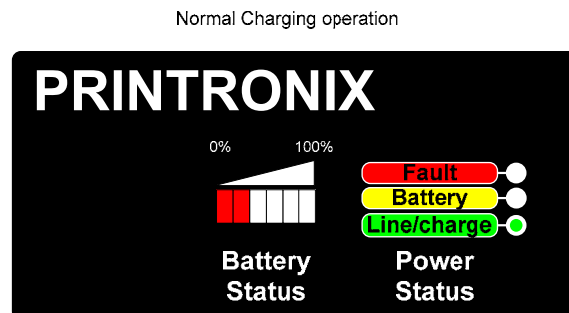 Normal Charging operation
PRINTRONIX
0% 100%
Fault
Battery
Line/charge
Battery Status
Power Status